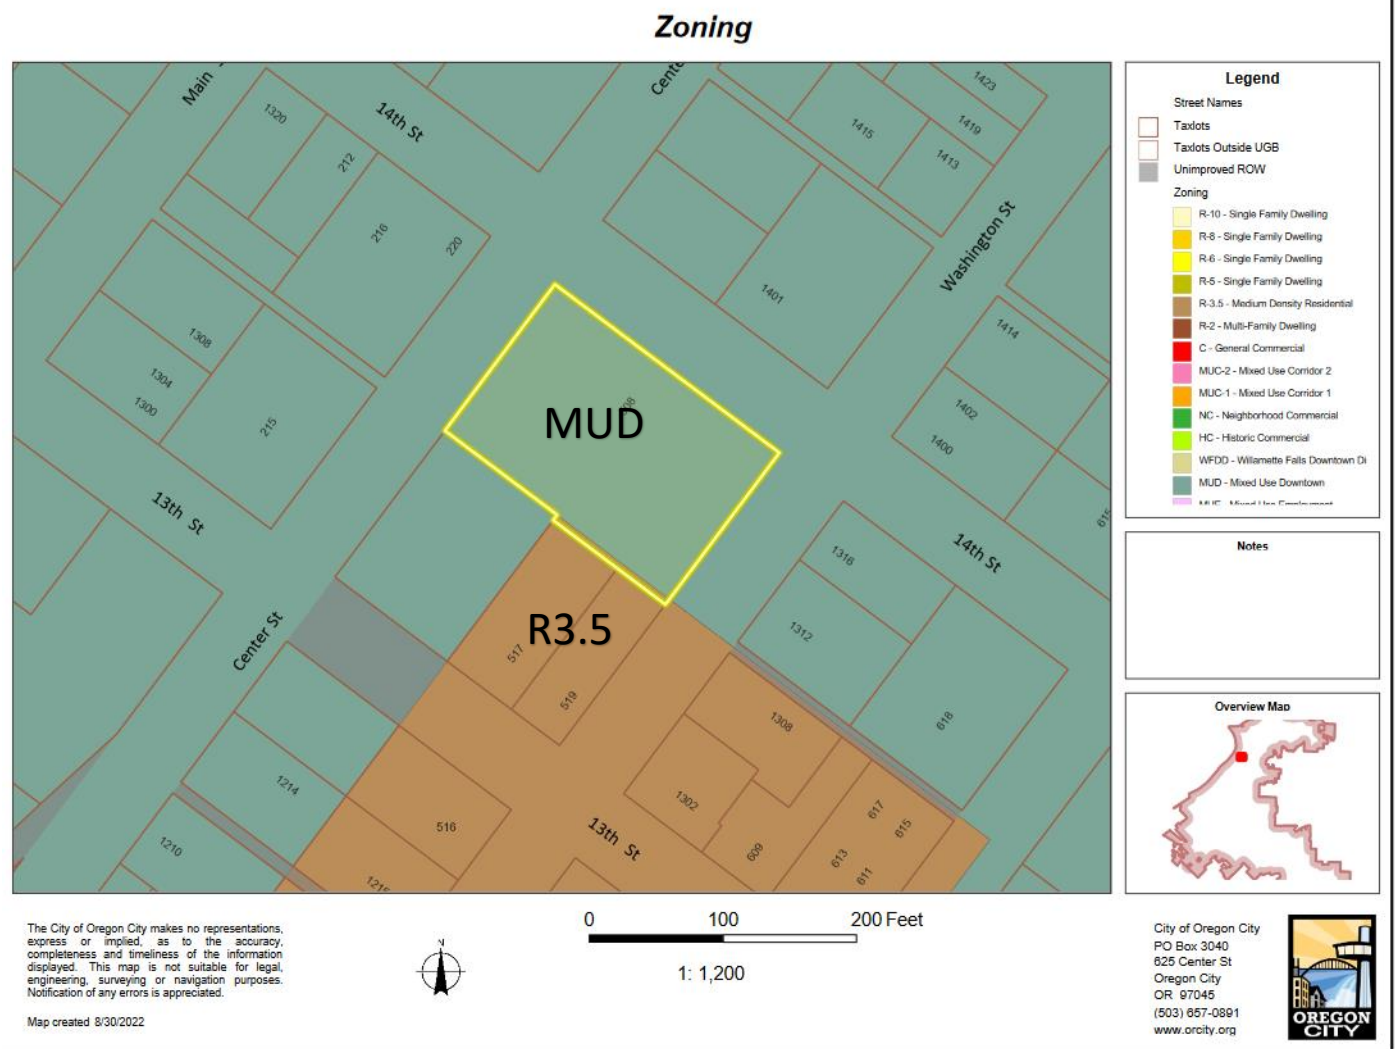 Zoning
Main
14th St
Cente
1320
212
216
220
1423
1419
1415
1413
Washington St
1401
1308
1304
1300
215
1414
1402
1400
MUD
13th St
14th St
1316
1312
618
R3.5
517
519
Center St
1308
1302
617
615
613
611
609
13th St
1214
516
1210
Legend
Street Names
Taxlots
Taxlots Outside UGB
Unimproved ROW
Zoning
R-10 - Single Family Dwelling
R-8 - Single Family Dwelling
R-6 - Single Family Dwelling
R-5 - Single Family Dwelling
R-3.5 - Medium Density Residential
R-2 - Multi-Family Dwelling
C - General Commercial
MUC-2 - Mixed Use Corridor 2
MUC-1 - Mixed Use Corridor 1
NC - Neighborhood Commercial
HC - Historic Commercial
WFDD - Willamette Falls Downtown Di
MUD - Mixed Use Downtown
Notes
Overview Map
The City of Oregon City makes no representations,
express or implied, as to the accuracy,
completeness and timeliness of the information
displayed. This map is not suitable for legal,
engineering, surveying or navigation purposes.
Notification of any errors is appreciated.
Map created 8/30/2022
N
0 100 200 Feet
1: 1,200
City of Oregon City
PO Box 3040
625 Center St
Oregon City
OR 97045
(503) 657-0891
www.orcity.org
OREGON
CITY